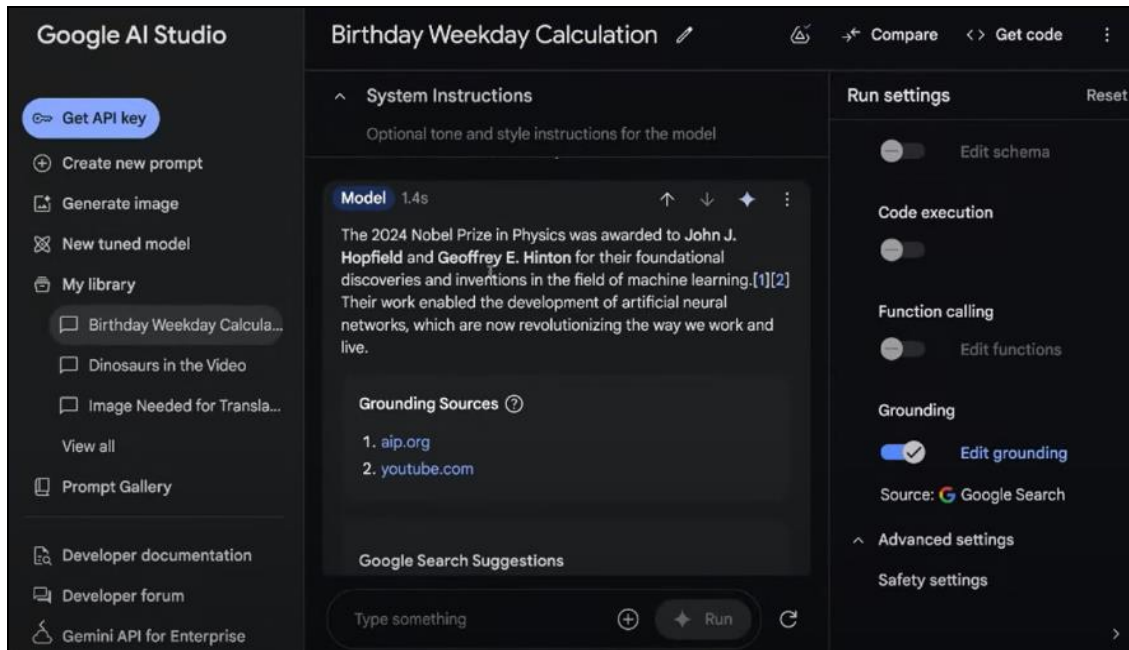 Google AI Studio
Get API key
Create new prompt
Generate image
New tuned model
My library
Birthday Weekday Calcula...
Dinosaurs in the Video
Image Needed for Transla...
View all
Prompt Gallery
Developer documentation
Developer forum
Gemini API for Enterprise
Birthday Weekday Calculation
Compare
<> Get code
System Instructions
Optional tone and style instructions for the model
Model 1.4s
The 2024 Nobel Prize in Physics was awarded to John J.
Hopfield and Geoffrey E. Hinton for their foundational
discoveries and inventions in the field of machine learning.[1][2]
Their work enabled the development of artificial neural
networks, which are now revolutionizing the way we work and
live.
Grounding Sources
1. aip.org
2. youtube.com
Google Search Suggestions
Type something
Run
Run settings
Reset
Edit schema
Code execution
Function calling
Edit functions
Grounding
Edit grounding
Source: G Google Search
Advanced settings
Safety settings